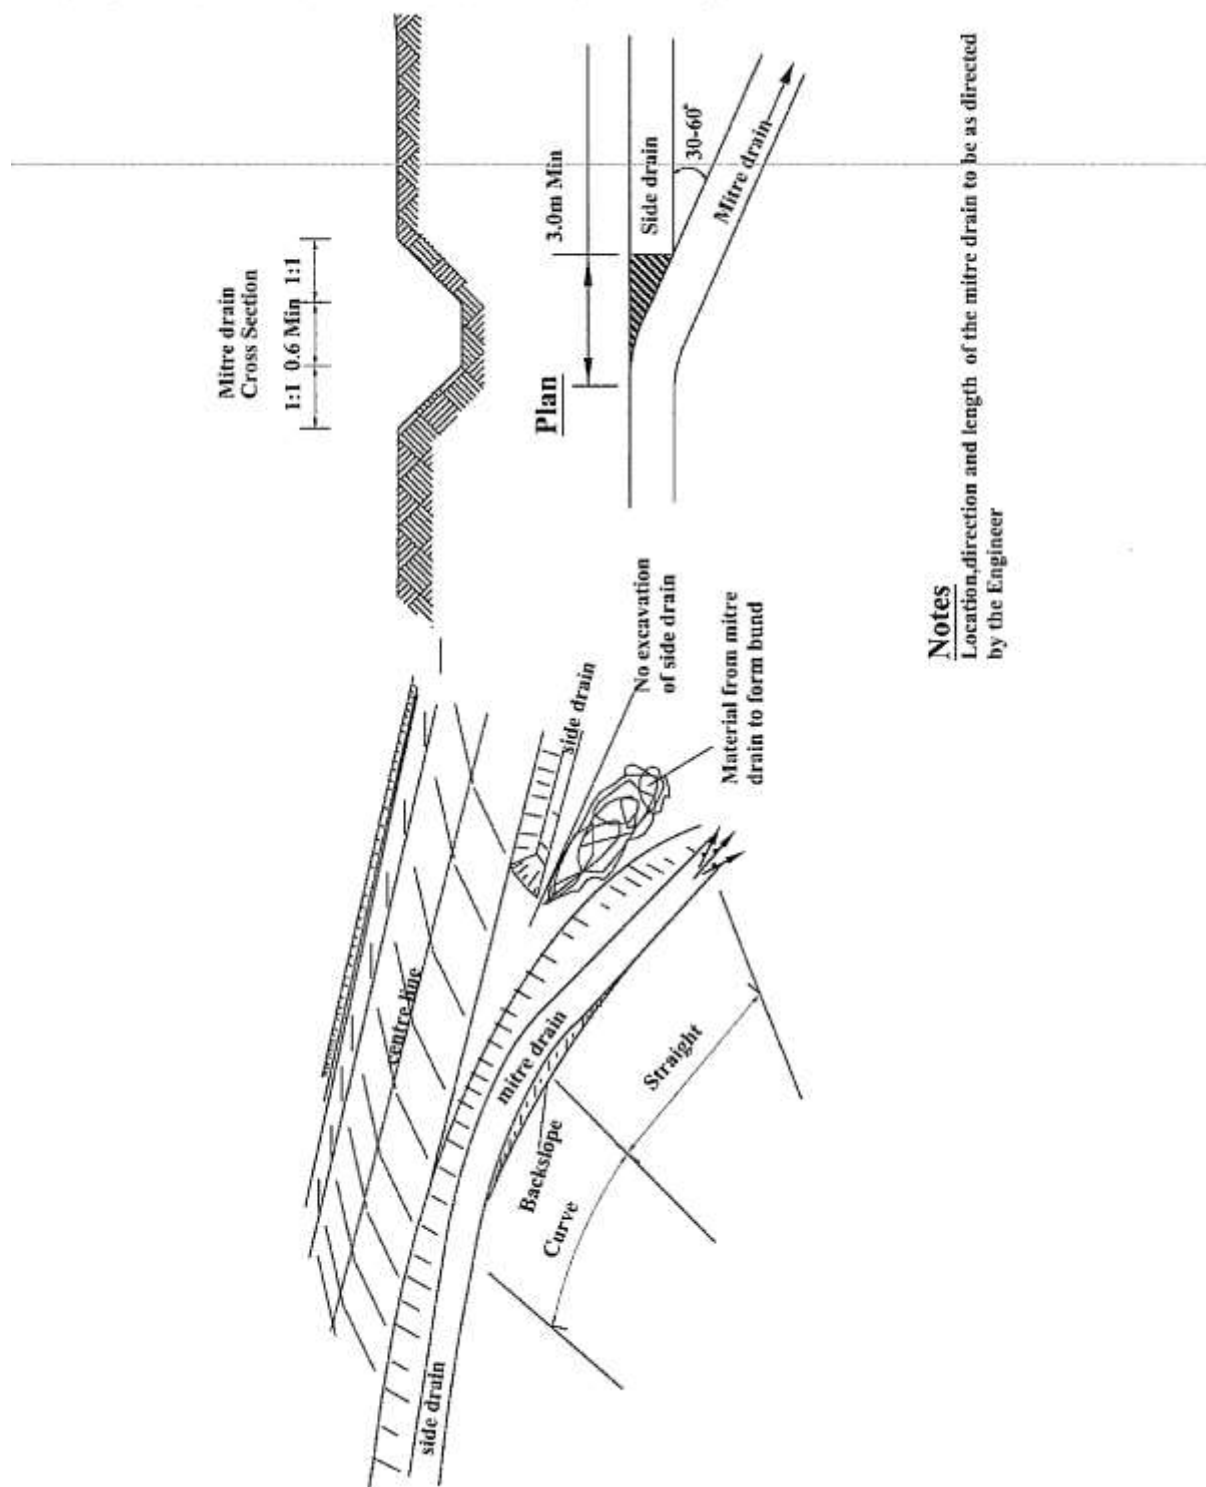 Mitre drain
Cross Section
1:1 0.6 Min 1:1
Plan
3.0m Min
Side drain
30-60°
Mitre drain
side drain
centre line
mitre drain
Backslope
Curve
Straight
side drain
No excavation
of side drain
Material from mitre
drain to form bund
Notes
Location,direction and length of the mitre drain to be as directed
by the Engineer